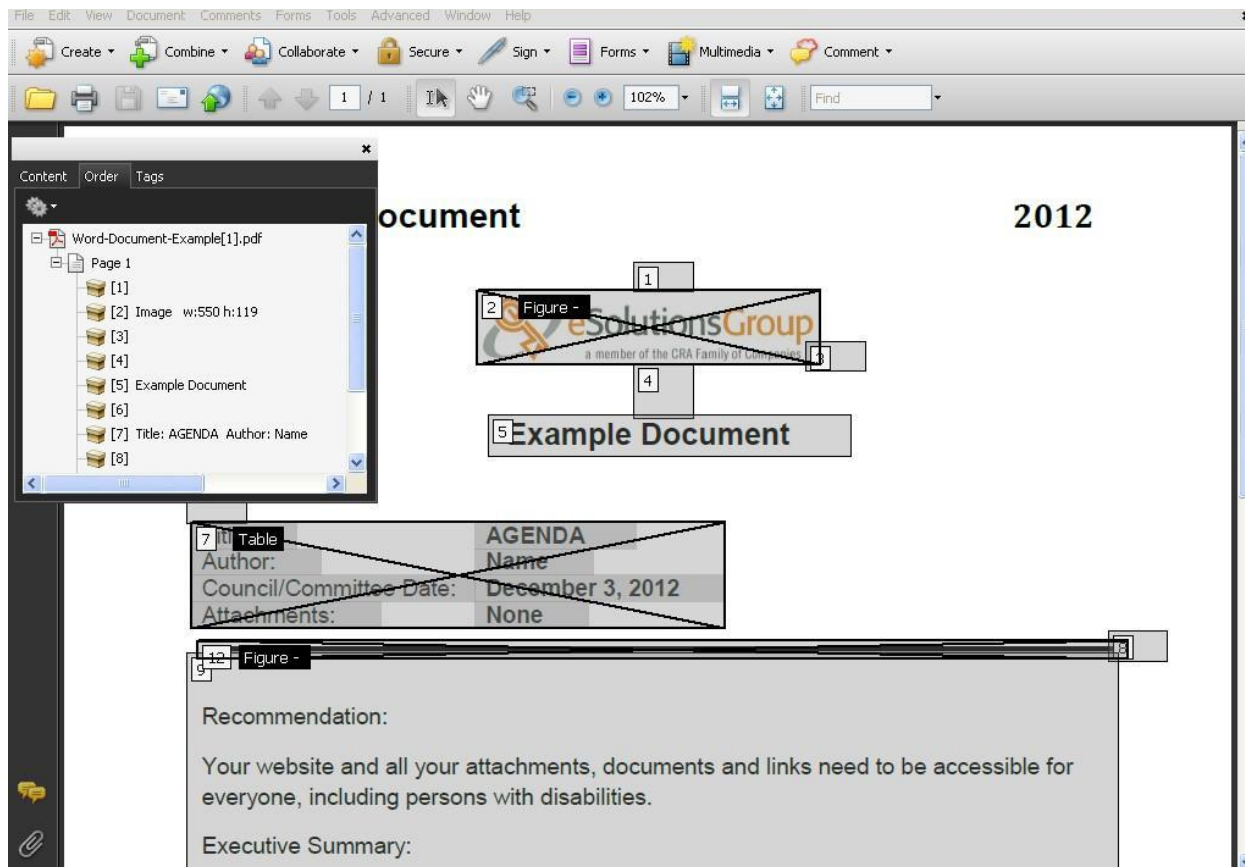 File Edit View Document Comments Forms Tools Advanced Window Help
Create Combine Collaborate Secure Sign Forms Multimedia Comment
1 / 1 102% Find
Content Order Tags
Word-Document-Example[1].pdf
Page 1
[1]
[2] Image w:550 h:119
[3]
[4]
[5] Example Document
[6]
[7] Title: AGENDA Author: Name
[8]
ocument 2012
1
2 Figure -
eSolutionsGroup
a member of the CRA Family of Companies
3
4
5 Example Document
7 Table AGENDA
Author: Name
Council/Committee Date: December 3, 2012
Attachments: None
12 Figure - 8
9
Recommendation:
Your website and all your attachments, documents and links need to be accessible for
everyone, including persons with disabilities.
Executive Summary: